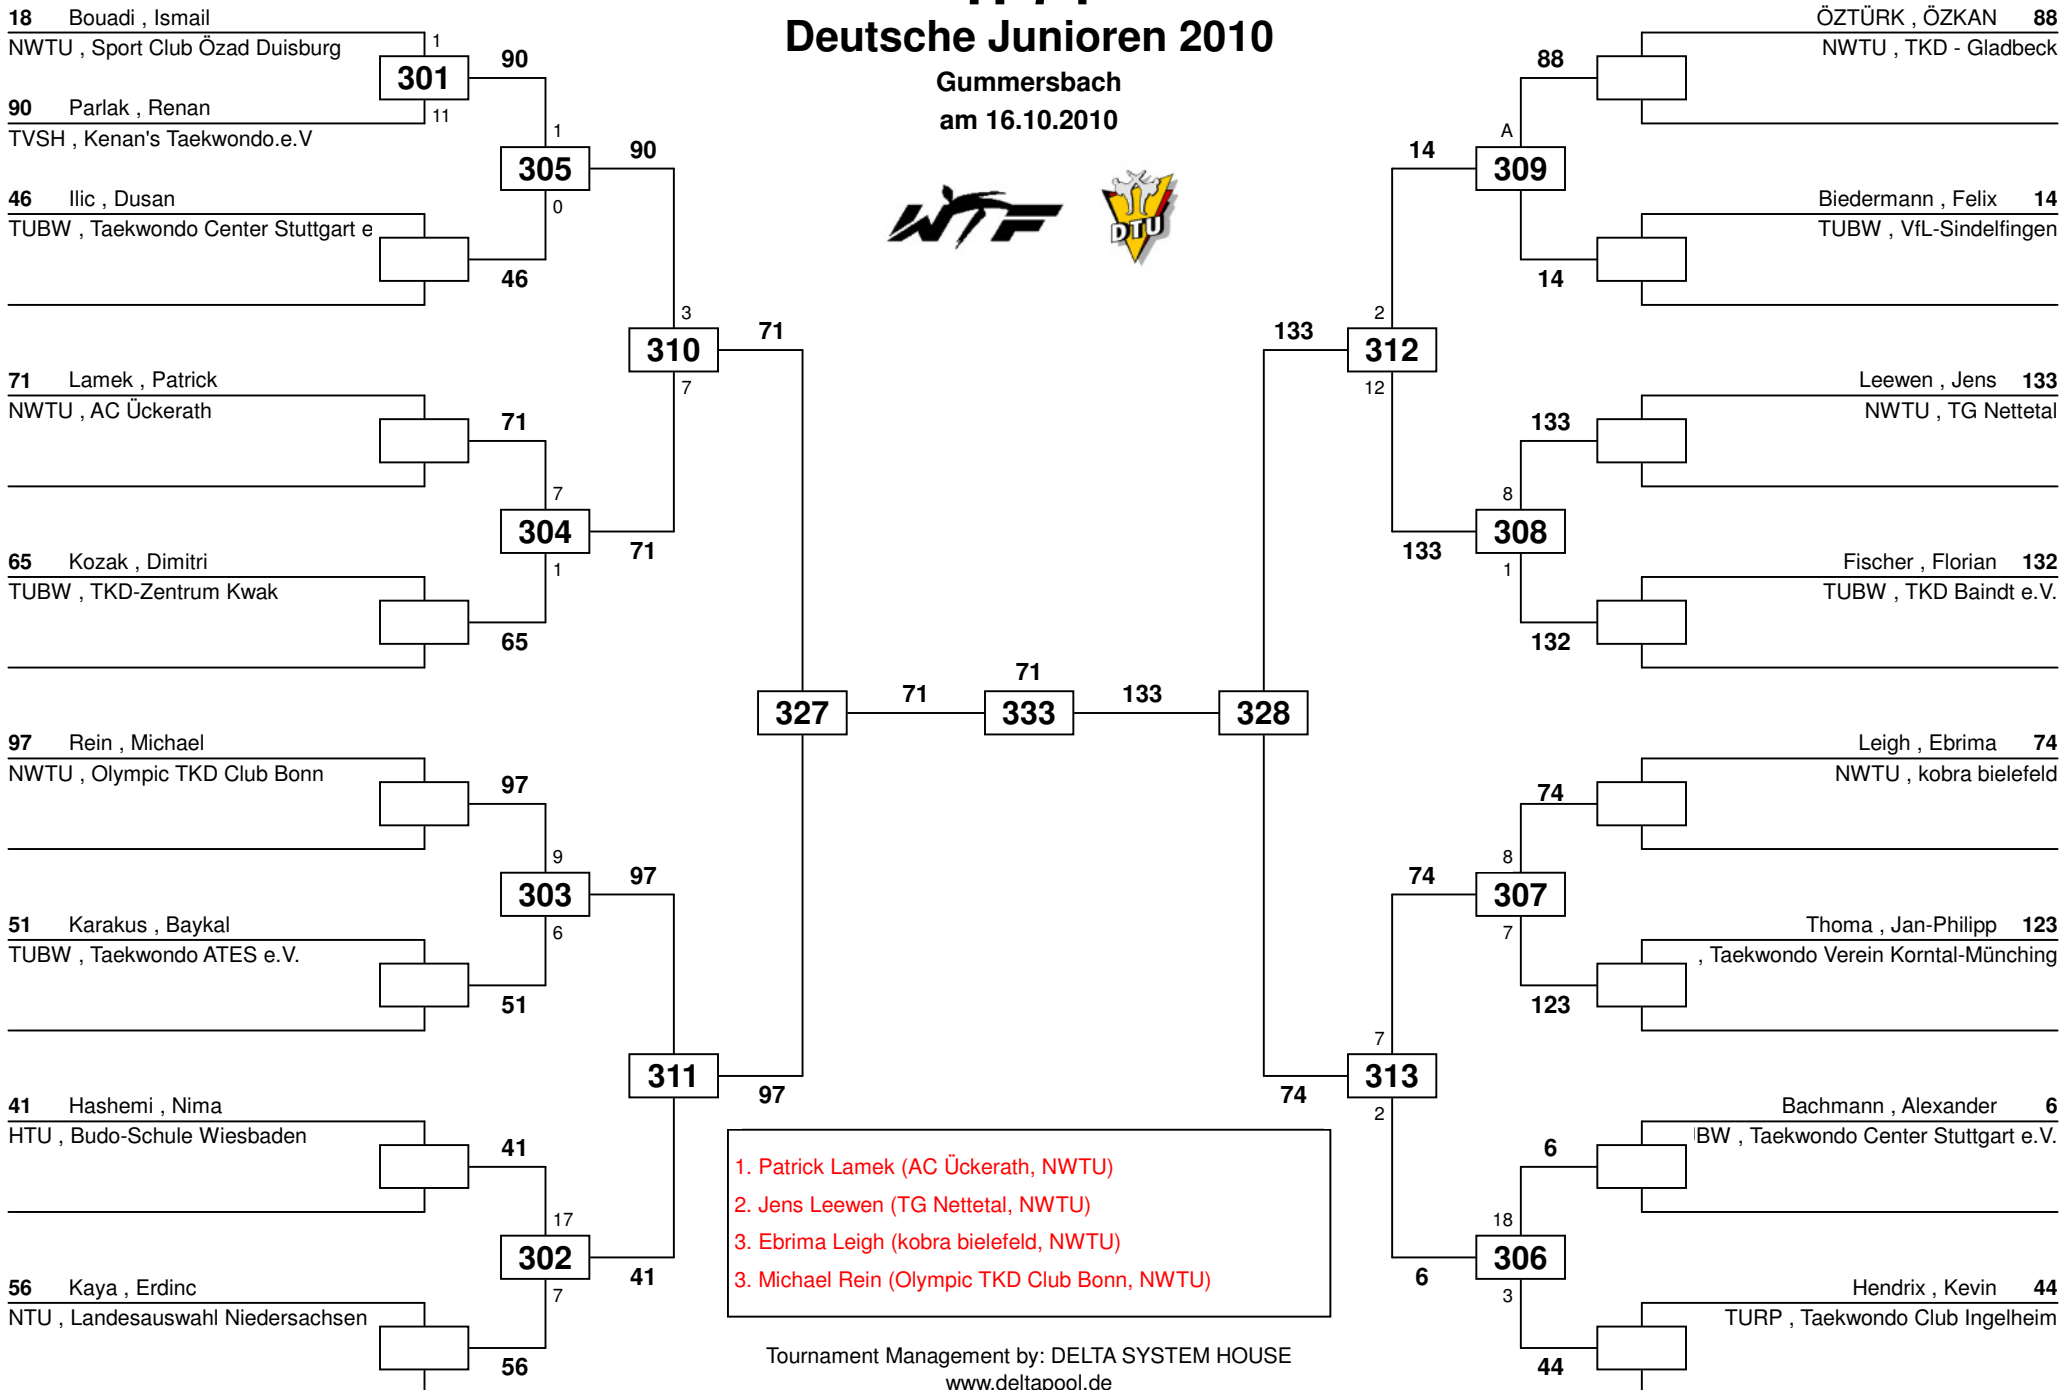 Deutsche Junioren 2010
Gummersbach
am 16.10.2010
WTF
DTU
18 Bouadi , Ismail
NWTU , Sport Club Özad Duisburg
1
301
90
11
90 Parlak , Renan
TVSH , Kenan's Taekwondo.e.V
1
305
90
0
46 Ilic , Dusan
TUBW , Taekwondo Center Stuttgart e
46
3
310
71
7
71 Lamek , Patrick
NWTU , AC Ückerath
71
7
304
71
1
65 Kozak , Dimitri
TUBW , TKD-Zentrum Kwak
65
327
71
97 Rein , Michael
NWTU , Olympic TKD Club Bonn
97
9
303
97
6
51 Karakus , Baykal
TUBW , Taekwondo ATES e.V.
51
311
97
41 Hashemi , Nima
HTU , Budo-Schule Wiesbaden
41
17
302
41
7
56 Kaya , Erdinc
NTU , Landesauswahl Niedersachsen
56
71
333
ÖZTÜRK , ÖZKAN 88
NWTU , TKD - Gladbeck
88
A
309
14
Biedermann , Felix 14
TUBW , VfL-Sindelfingen
14
2
312
133
12
Leewen , Jens 133
NWTU , TG Nettetal
133
8
308
133
1
Fischer , Florian 132
TUBW , TKD Baindt e.V.
132
133
328
Leigh , Ebrima 74
NWTU , kobra bielefeld
74
8
307
74
7
Thoma , Jan-Philipp 123
, Taekwondo Verein Korntal-Münching
123
7
313
74
2
Bachmann , Alexander 6
BW , Taekwondo Center Stuttgart e.V.
6
18
306
6
3
Hendrix , Kevin 44
TURP , Taekwondo Club Ingelheim
44
1. Patrick Lamek (AC Ückerath, NWTU)
2. Jens Leewen (TG Nettetal, NWTU)
3. Ebrima Leigh (kobra bielefeld, NWTU)
3. Michael Rein (Olympic TKD Club Bonn, NWTU)
Tournament Management by: DELTA SYSTEM HOUSE
www.deltapool.de